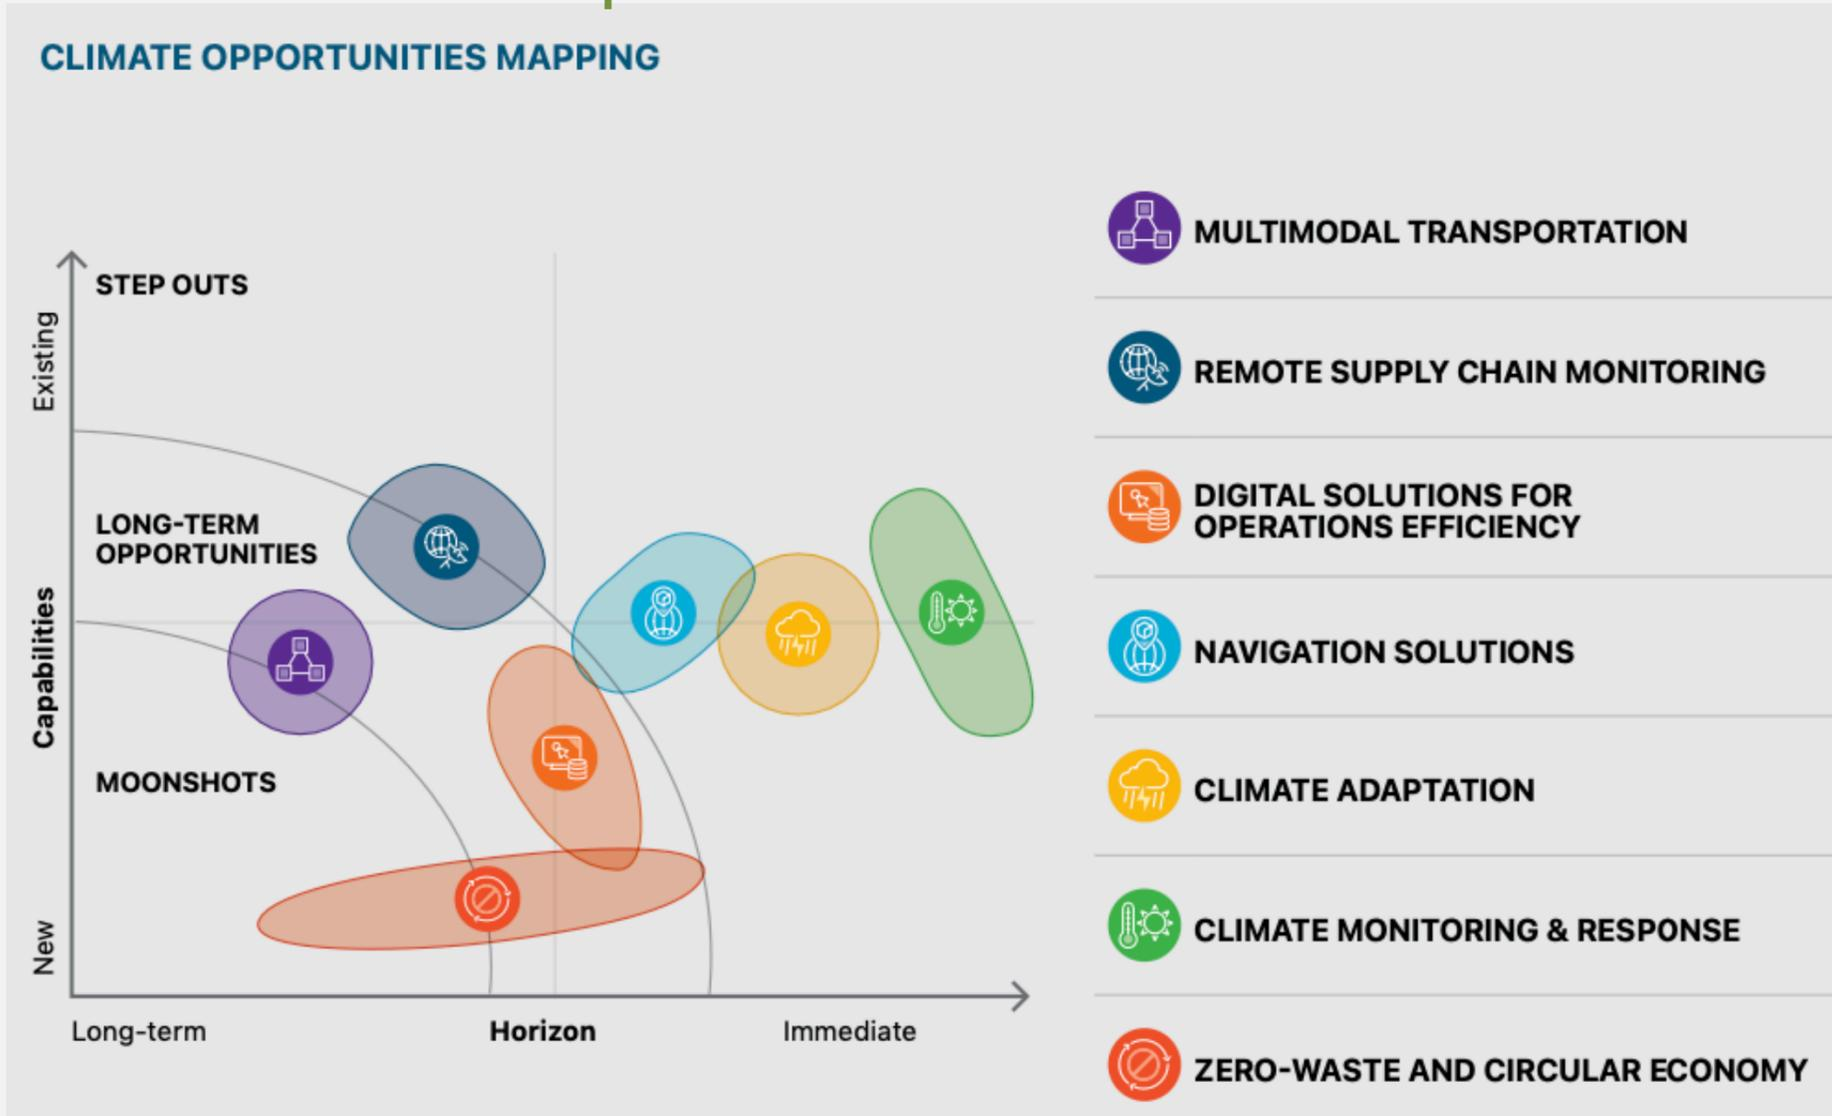 CLIMATE OPPORTUNITIES MAPPING
STEP OUTS
LONG-TERM
OPPORTUNITIES
MOONSHOTS
Existing
Capabilities
New
Long-term
Horizon
Immediate
MULTIMODAL TRANSPORTATION
REMOTE SUPPLY CHAIN MONITORING
DIGITAL SOLUTIONS FOR
OPERATIONS EFFICIENCY
NAVIGATION SOLUTIONS
CLIMATE ADAPTATION
CLIMATE MONITORING & RESPONSE
ZERO-WASTE AND CIRCULAR ECONOMY